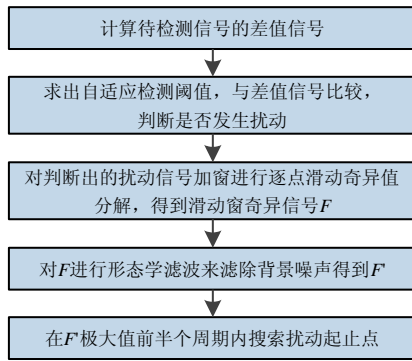 计算待检测信号的差值信号
求出自适应检测阈值，与差值信号比较，
判断是否发生扰动
对判断出的扰动信号加窗进行逐点滑动奇异值
分解，得到滑动窗奇异信号F
对F进行形态学滤波来滤除背景噪声得到F'
在F'极大值前半个周期内搜索扰动起止点